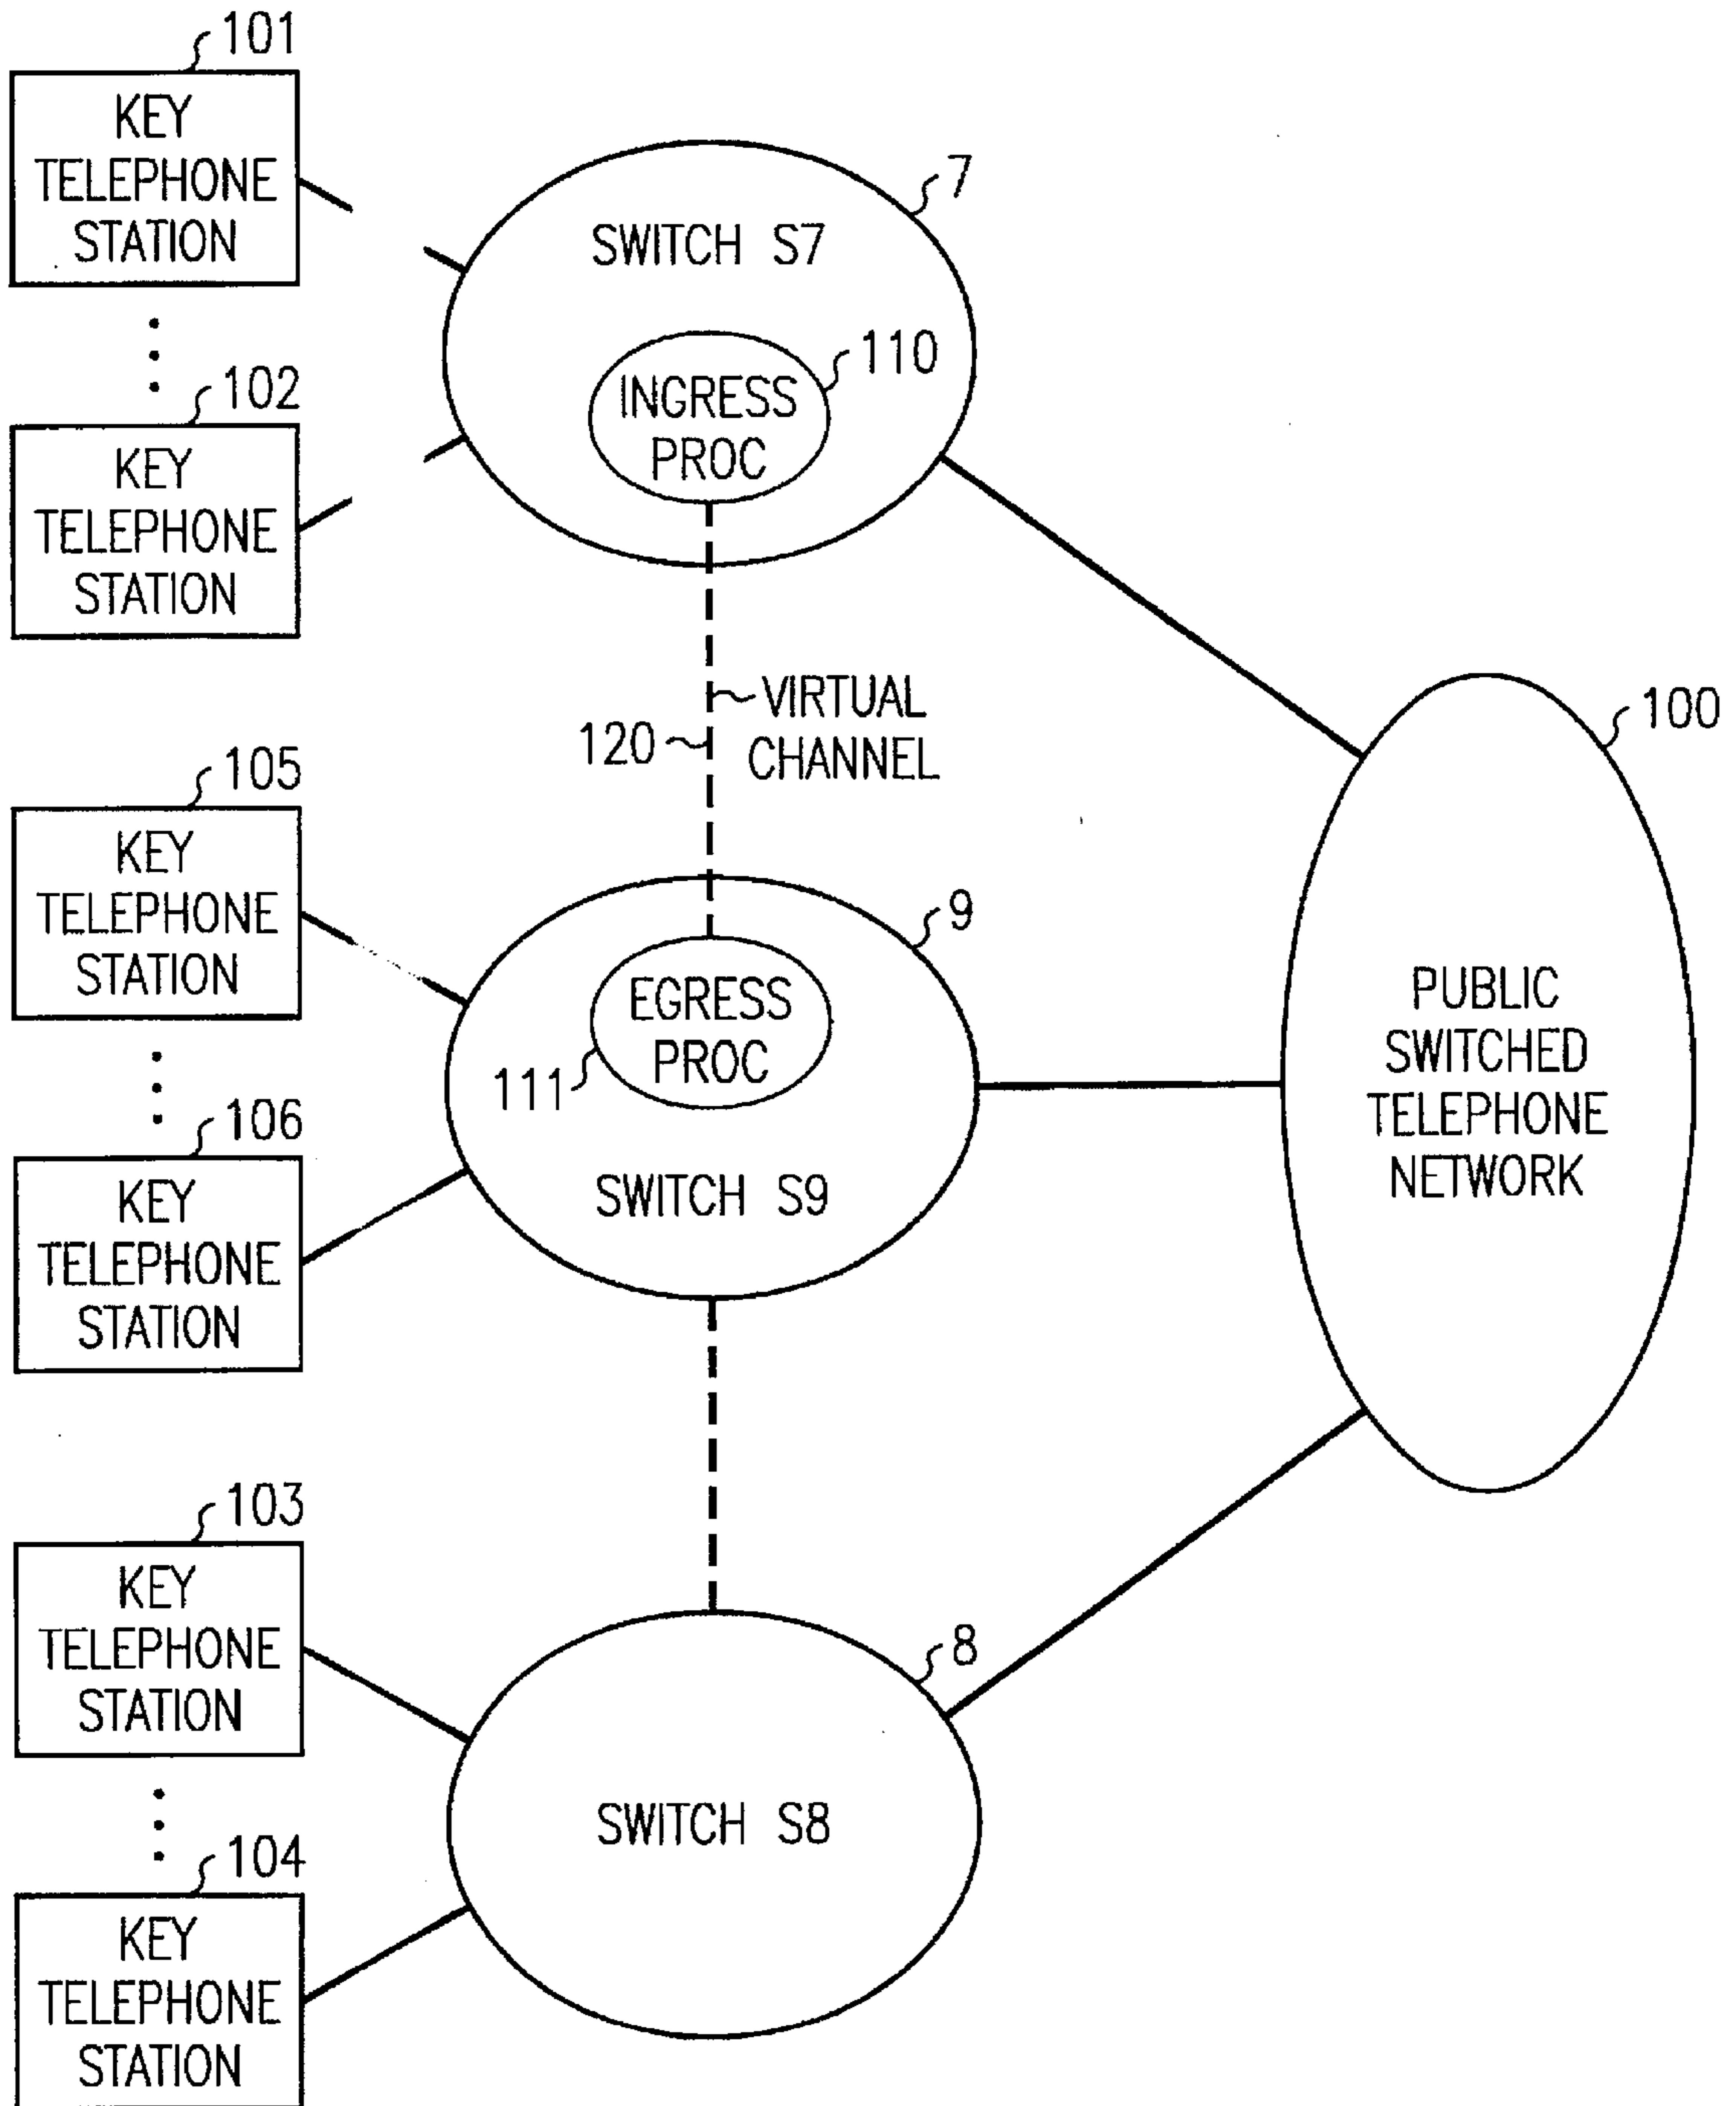 101
KEY
TELEPHONE
STATION
102
KEY
TELEPHONE
STATION
7
SWITCH S7
110
INGRESS
PROC
VIRTUAL
CHANNEL
120
100
PUBLIC
SWITCHED
TELEPHONE
NETWORK
105
KEY
TELEPHONE
STATION
106
KEY
TELEPHONE
STATION
9
EGRESS
PROC
111
SWITCH S9
103
KEY
TELEPHONE
STATION
104
KEY
TELEPHONE
STATION
8
SWITCH S8